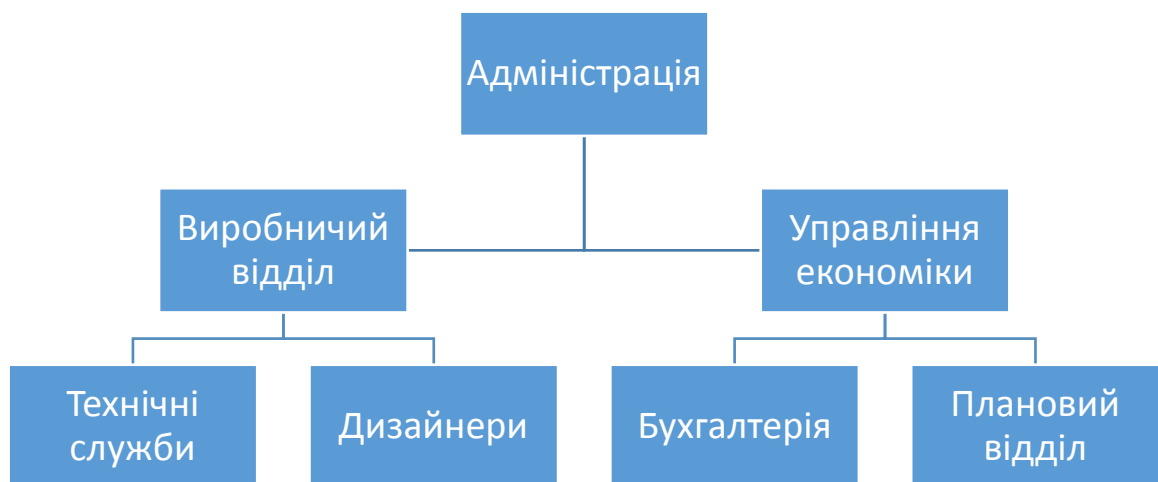 Адміністрація
Виробничий
відділ
Управління
економіки
Технічні
служби
Дизайнери
Бухгалтерія
Плановий
відділ